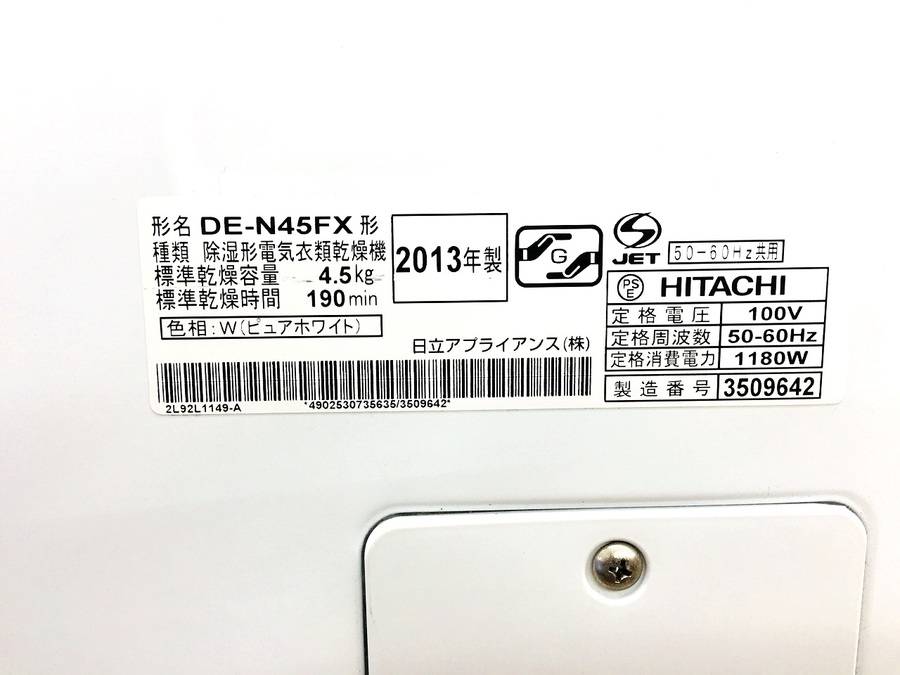 形名 DE-N45FX 形
種類 除湿形電気衣類乾燥機
標準乾燥容量 4.5kg
標準乾燥時間 190min
色相:W(ピュアホワイト)
2013年製
G
S
JET
50-60Hz共用
PSE HITACHI
定格電圧 100V
定格周波数 50-60Hz
定格消費電力 1180W
製造番号 3509642
日立アプライアンス(株)
2L92L1149-A
*4902530735635/3509642*